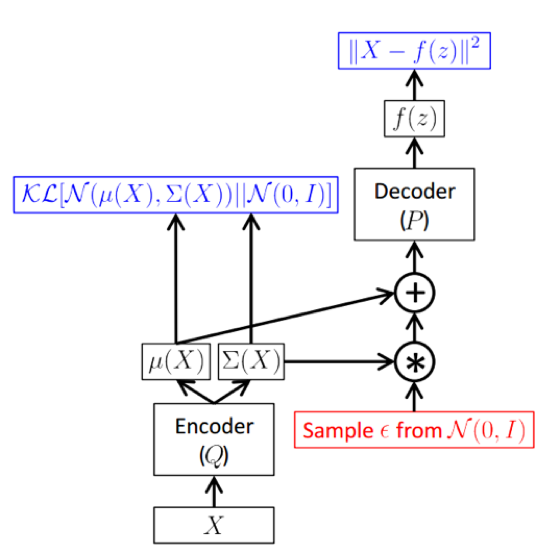 ‖X − f(z)‖²
f(z)
𝒦ℒ[𝒩(μ(X), Σ(X))||𝒩(0, I)]
Decoder
(P)
+
μ(X)
Σ(X)
*
Encoder
(Q)
Sample ϵ from 𝒩(0, I)
X